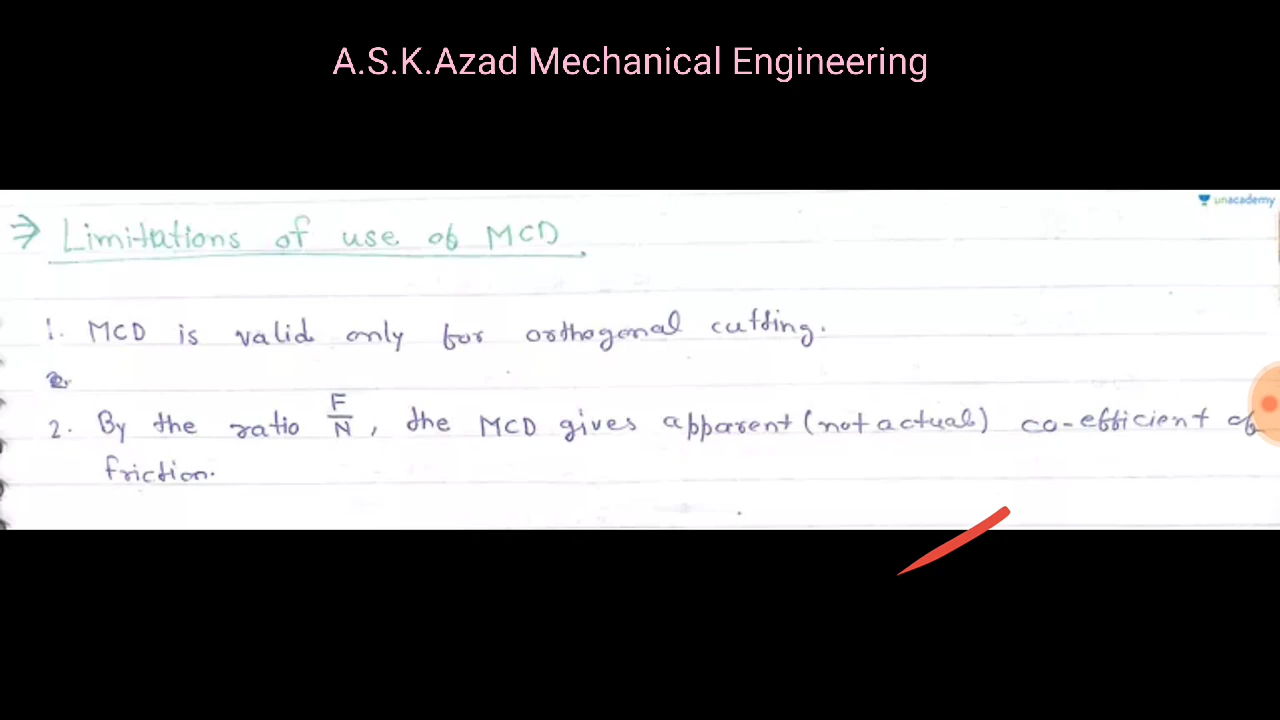 A.S.K.Azad Mechanical Engineering
unacademy
⇒ Limitations of use of MCD
1. MCD is valid only for orthogonal cutting.
2.
2. By the ratio F/N, the MCD gives apparent (not actual) co-efficient of
friction.